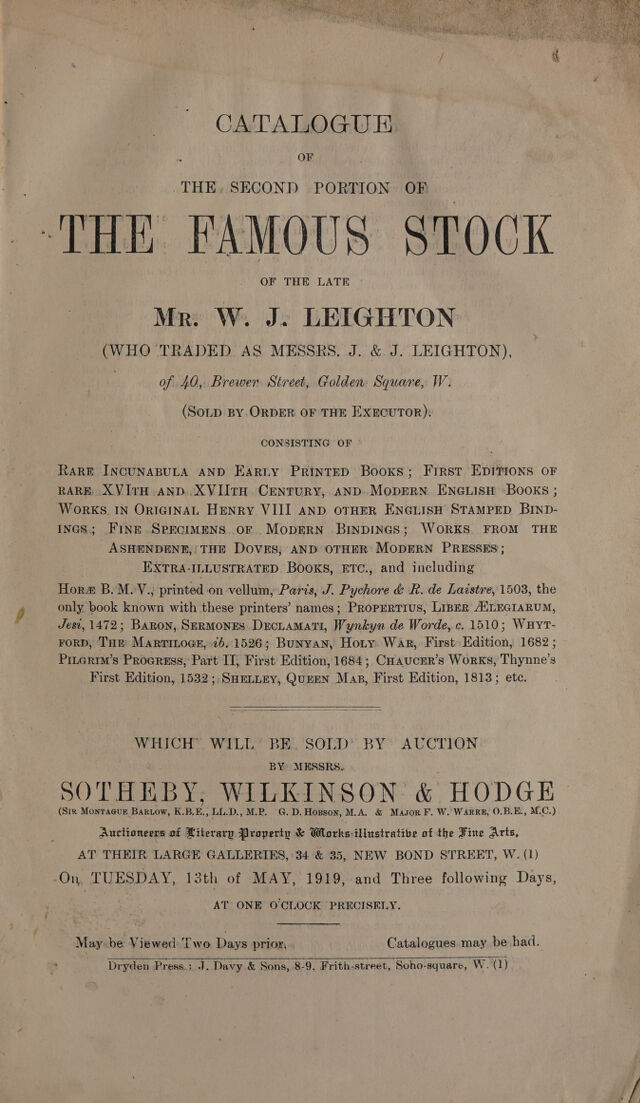 CATALOGUE
OF
THE SECOND PORTION OF
THE FAMOUS STOCK
OF THE LATE
MR. W. J. LEIGHTON
(WHO TRADED AS MESSRS. J. & J. LEIGHTON),
of 40, Brewer Street, Golden Square, W.
(SOLD BY ORDER OF THE EXECUTOR).
CONSISTING OF
RARE INCUNABULA AND EARLY PRINTED BOOKS; FIRST EDITIONS OF
RARE XVITH AND XVIITH CENTURY, AND MODERN ENGLISH BOOKS;
WORKS IN ORIGINAL HENRY VIII AND OTHER ENGLISH STAMPED BIND-
INGS; FINE SPECIMENS OF MODERN BINDINGS; WORKS FROM THE
ASHENDENE, THE DOVES, AND OTHER MODERN PRESSES;
EXTRA-ILLUSTRATED BOOKS, ETC., and including
HORÆ B. M. V., printed on vellum, Paris, J. Pychore & R. de Laistre, 1503, the
only book known with these printers' names; PROPERTIUS, LIBER ÆLEGIARUM,
Jesi, 1472; BARON, SERMONES DECLAMATI, Wynkyn de Worde, c. 1510; WHYT-
FORD, THE MARTILOGE, ib. 1526; BUNYAN, HOLY WAR, First Edition, 1682;
PILGRIM'S PROGRESS, Part II, First Edition, 1684; CHAUCER'S WORKS, Thynne's
First Edition, 1532; SHELLEY, QUEEN MAB, First Edition, 1813; etc.
WHICH WILL BE SOLD BY AUCTION
BY MESSRS.
SOTHEBY, WILKINSON & HODGE
(SIR MONTAGUE BARLOW, K.B.E., LL.D., M.P. G. D. HOBSON, M.A. & MAJOR F. W. WARRE, O.B.E., M.C.)
Auctioneers of Literary Property & Works illustrative of the Fine Arts,
AT THEIR LARGE GALLERIES, 34 & 35, NEW BOND STREET, W. (1)
On TUESDAY, 13th of MAY, 1919, and Three following Days,
AT ONE O'CLOCK PRECISELY.
May be Viewed Two Days prior. Catalogues may be had.
Dryden Press: J. Davy & Sons, 8-9, Frith-street, Soho-square, W. (1)